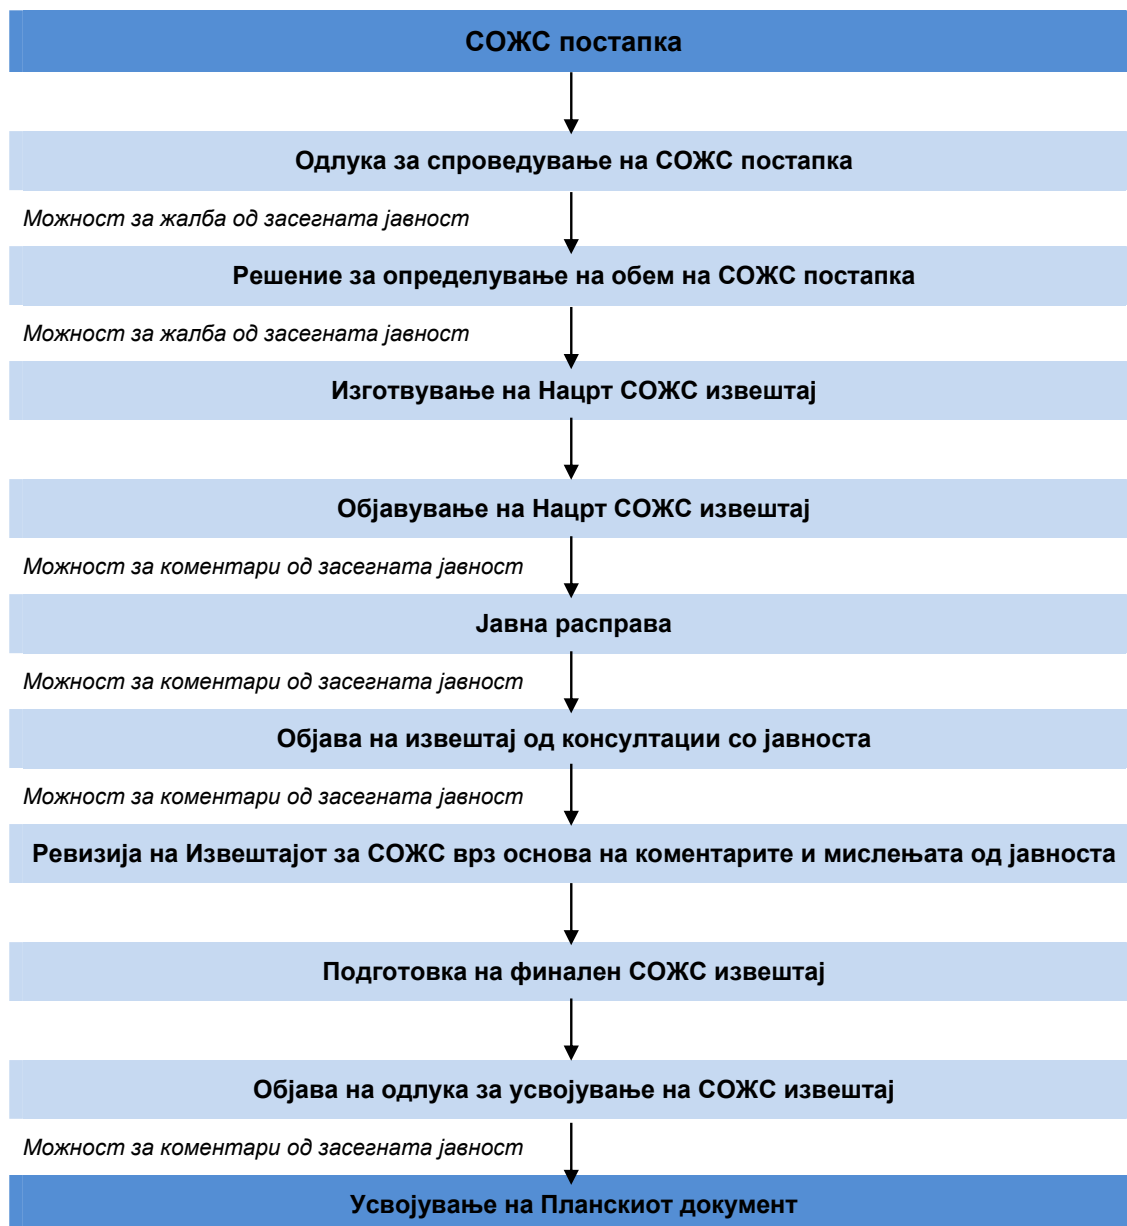 СОЖС постапка
Одлука за спроведување на СОЖС постапка
Можност за жалба од засегната јавност
Решение за определување на обем на СОЖС постапка
Можност за жалба од засегната јавност
Изготвување на Нацрт СОЖС извештај
Објавување на Нацрт СОЖС извештај
Можност за коментари од засегната јавност
Јавна расправа
Можност за коментари од засегната јавност
Објава на извештај од консултации со јавноста
Можност за коментари од засегната јавност
Ревизија на Извештајот за СОЖС врз основа на коментарите и мислењата од јавноста
Подготовка на финален СОЖС извештај
Објава на одлука за усвојување на СОЖС извештај
Можност за коментари од засегната јавност
Усвојување на Планскиот документ